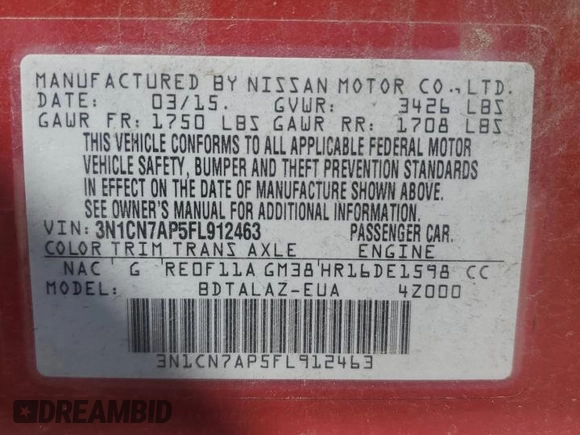 MANUFACTURED BY NISSAN MOTOR CO., LTD.
DATE: 03/15. GVWR: 3426 LBS
GAWR FR: 1750 LBS GAWR RR: 1708 LBS
THIS VEHICLE CONFORMS TO ALL APPLICABLE FEDERAL MOTOR
VEHICLE SAFETY, BUMPER AND THEFT PREVENTION STANDARDS
IN EFFECT ON THE DATE OF MANUFACTURE SHOWN ABOVE.
SEE OWNER'S MANUAL FOR ADDITIONAL INFORMATION.
VIN: 3N1CN7AP5FL912463 PASSENGER CAR.
COLOR TRIM TRANS AXLE ENGINE
NAC G RE0F11A GM38 HR16DE1598 CC
MODEL: BDTALAZ-EUA 4Z000
3N1CN7AP5FL912463
DREAMBID